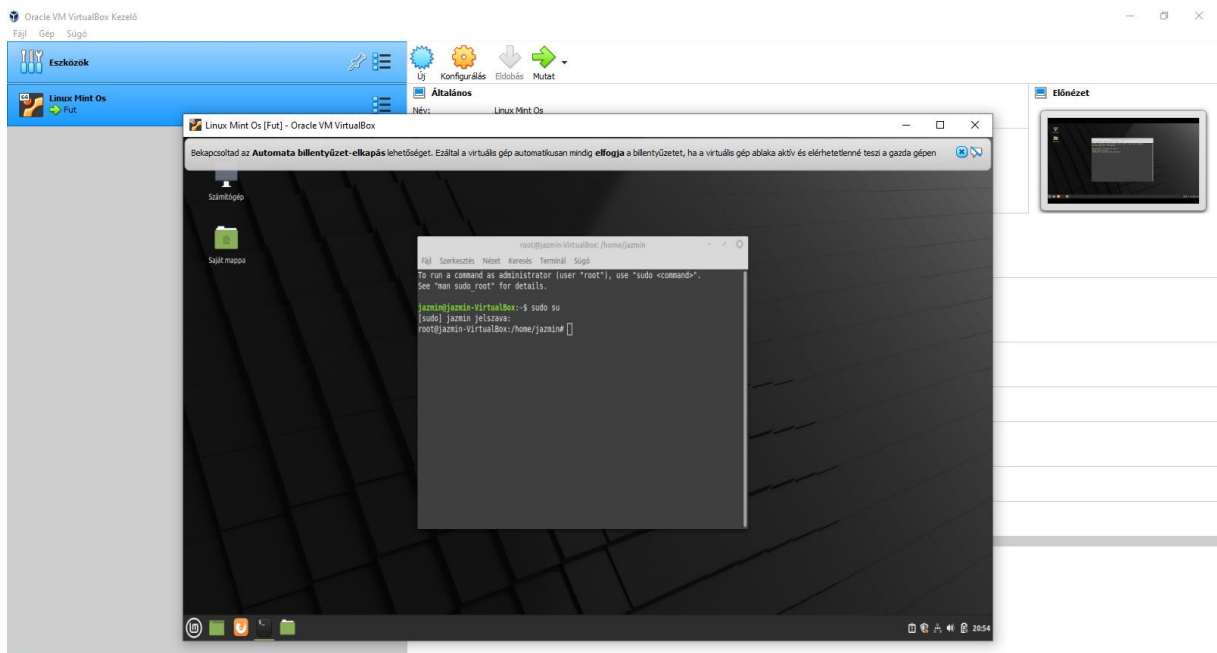 Oracle VM VirtualBox Kezelő
Fájl Gép Súgó
Eszközök
Új Konfigurálás Eldobás Mutat
Linux Mint Os
Fut
Általános
Név: Linux Mint Os
Előnézet
Linux Mint Os [Fut] - Oracle VM VirtualBox
Bekapcsoltad az Automata billentyűzet-elkapás lehetőséget. Ezáltal a virtuális gép automatikusan mindig elfogja a billentyűzetet, ha a virtuális gép ablaka aktív és elérhetetlenné teszi a gazda gépen
Számítógép
Saját mappa
root@jazmin-VirtualBox: /home/jazmin
Fájl Szerkesztés Nézet Keresés Terminál Súgó
To run a command as administrator (user "root"), use "sudo <command>".
See "man sudo_root" for details.
jazmin@jazmin-VirtualBox:~$ sudo su
[sudo] jazmin jelszava:
root@jazmin-VirtualBox:/home/jazmin#
20:54